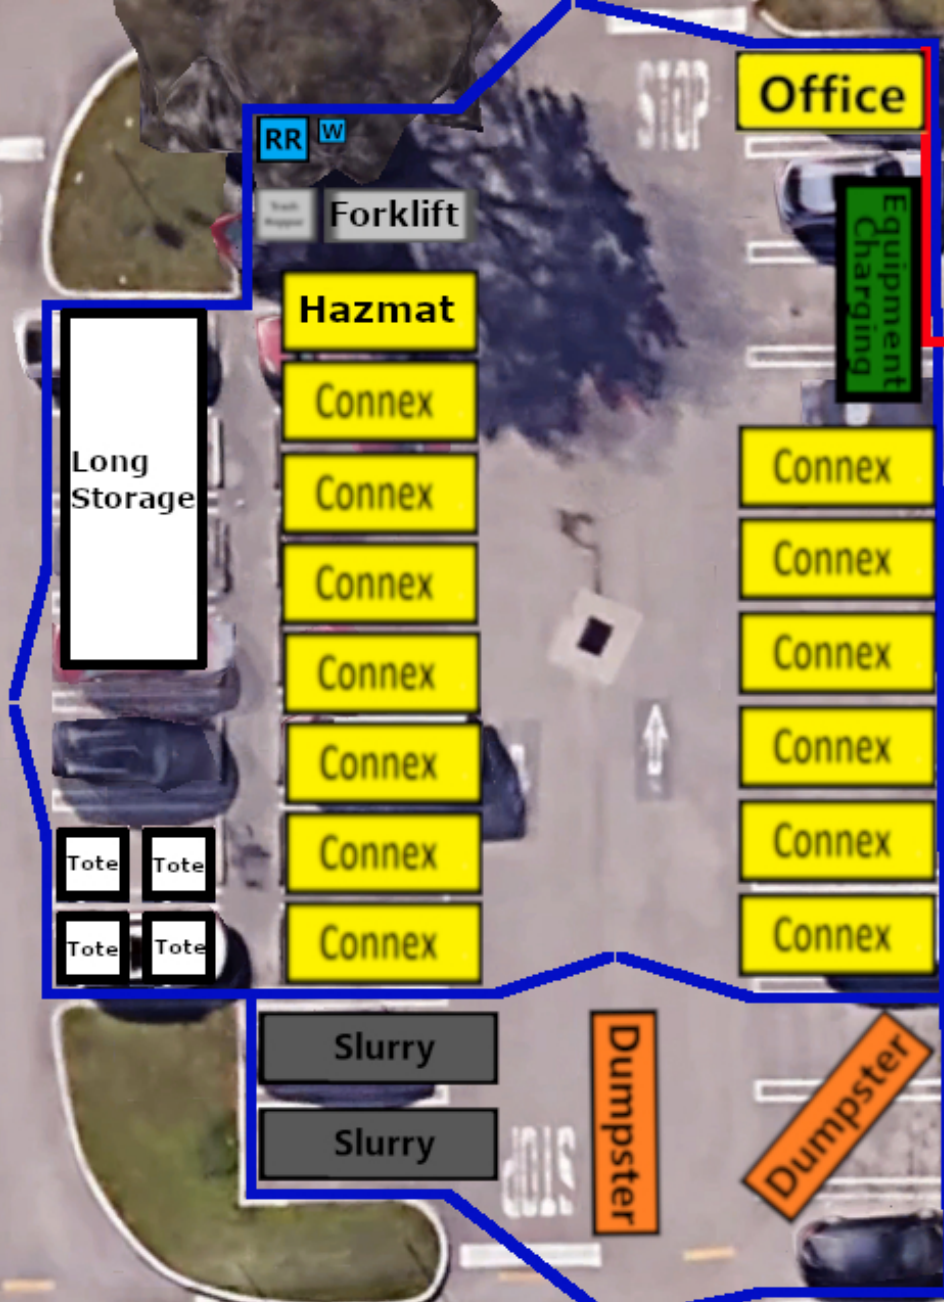 STOP
Office
RR
W
Forklift
Equipment
Charging
Hazmat
Connex
Connex
Connex
Connex
Connex
Connex
Connex
Long
Storage
Connex
Connex
Connex
Connex
Connex
Connex
Tote
Tote
Tote
Tote
Slurry
Slurry
Dumpster
Dumpster
STOP